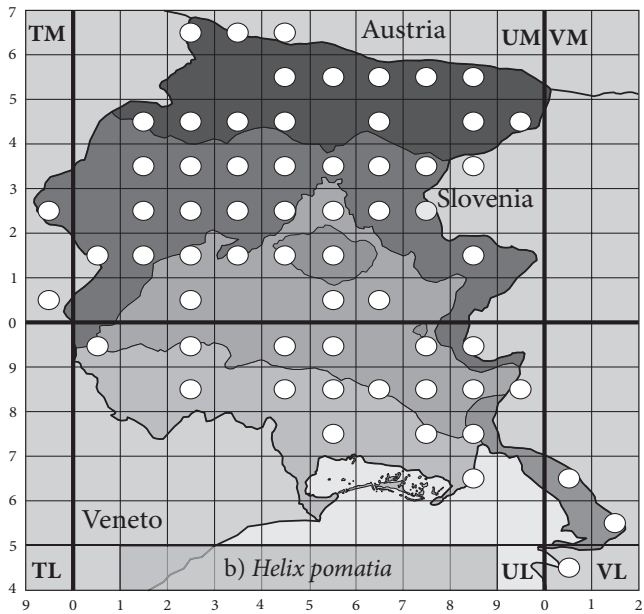 7
TM
Austria
UM
VM
6
5
4
3
Slovenia
2
1
0
9
8
7
6
Veneto
5
b) Helix pomatia
TL
UL
VL
4
9 0 1 2 3 4 5 6 7 8 9 0 1 2